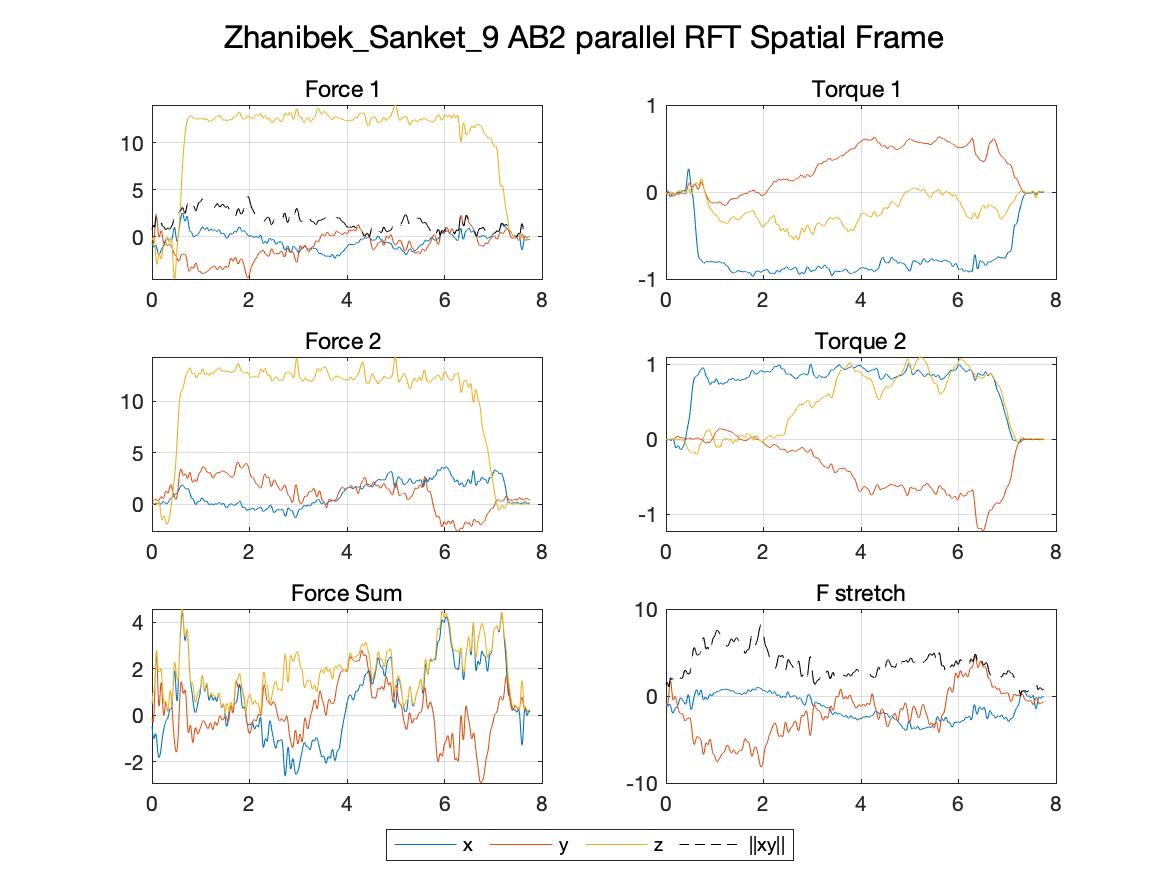 Zhanibek_Sanket_9 AB2 parallel RFT Spatial Frame
Force 1
10
5
0
0 2 4 6 8
Torque 1
1
0
-1
0 2 4 6 8
Force 2
10
5
0
0 2 4 6 8
Torque 2
1
0
-1
0 2 4 6 8
Force Sum
4
2
0
-2
0 2 4 6 8
F stretch
10
0
-10
0 2 4 6 8
x y z ||xy||